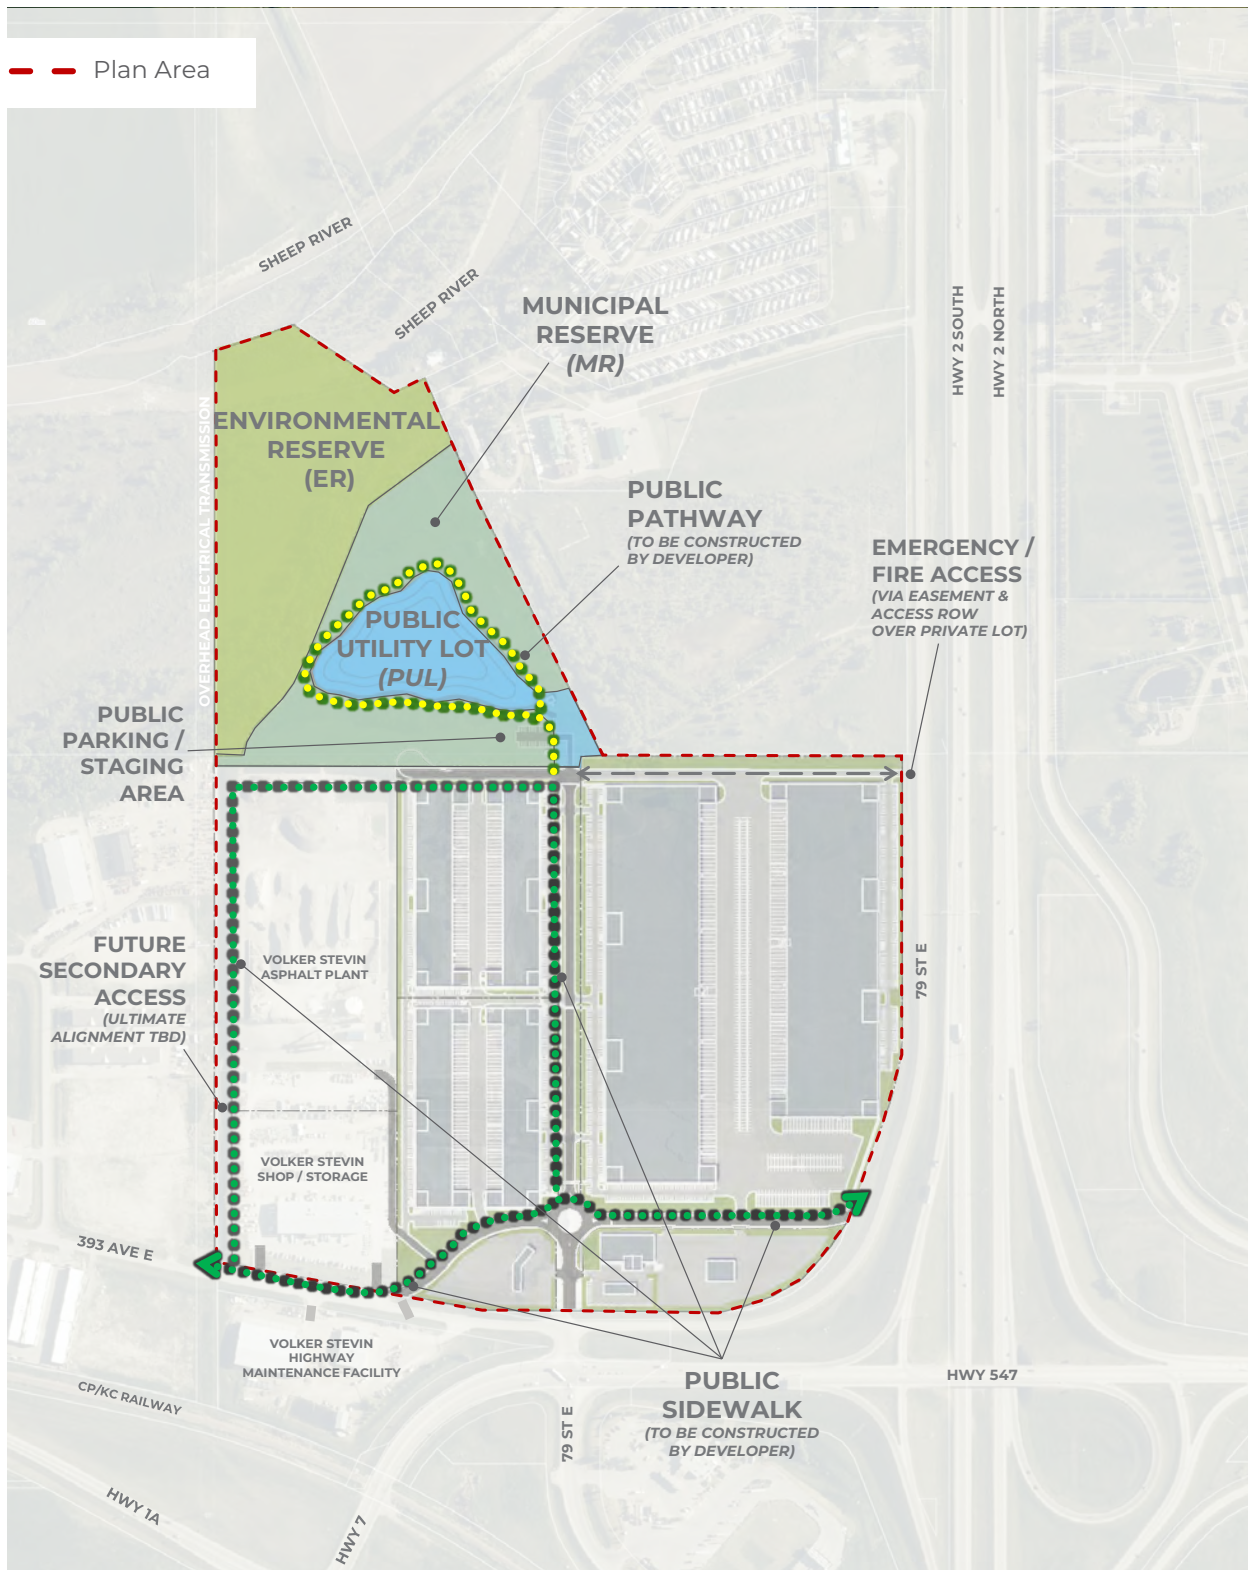 Plan Area
SHEEP RIVER
SHEEP RIVER
MUNICIPAL
RESERVE
(MR)
HWY 2 SOUTH
HWY 2 NORTH
OVERHEAD ELECTRICAL TRANSMISSION
ENVIRONMENTAL
RESERVE
(ER)
PUBLIC
PATHWAY
(TO BE CONSTRUCTED
BY DEVELOPER)
EMERGENCY /
FIRE ACCESS
(VIA EASEMENT &
ACCESS ROW
OVER PRIVATE LOT)
PUBLIC
UTILITY LOT
(PUL)
PUBLIC
PARKING /
STAGING
AREA
FUTURE
SECONDARY
ACCESS
(ULTIMATE
ALIGNMENT TBD)
VOLKER STEVIN
ASPHALT PLANT
79 ST E
VOLKER STEVIN
SHOP / STORAGE
393 AVE E
VOLKER STEVIN
HIGHWAY
MAINTENANCE FACILITY
CP/KC RAILWAY
HWY 1A
HWY 7
79 ST E
PUBLIC
SIDEWALK
(TO BE CONSTRUCTED
BY DEVELOPER)
HWY 547